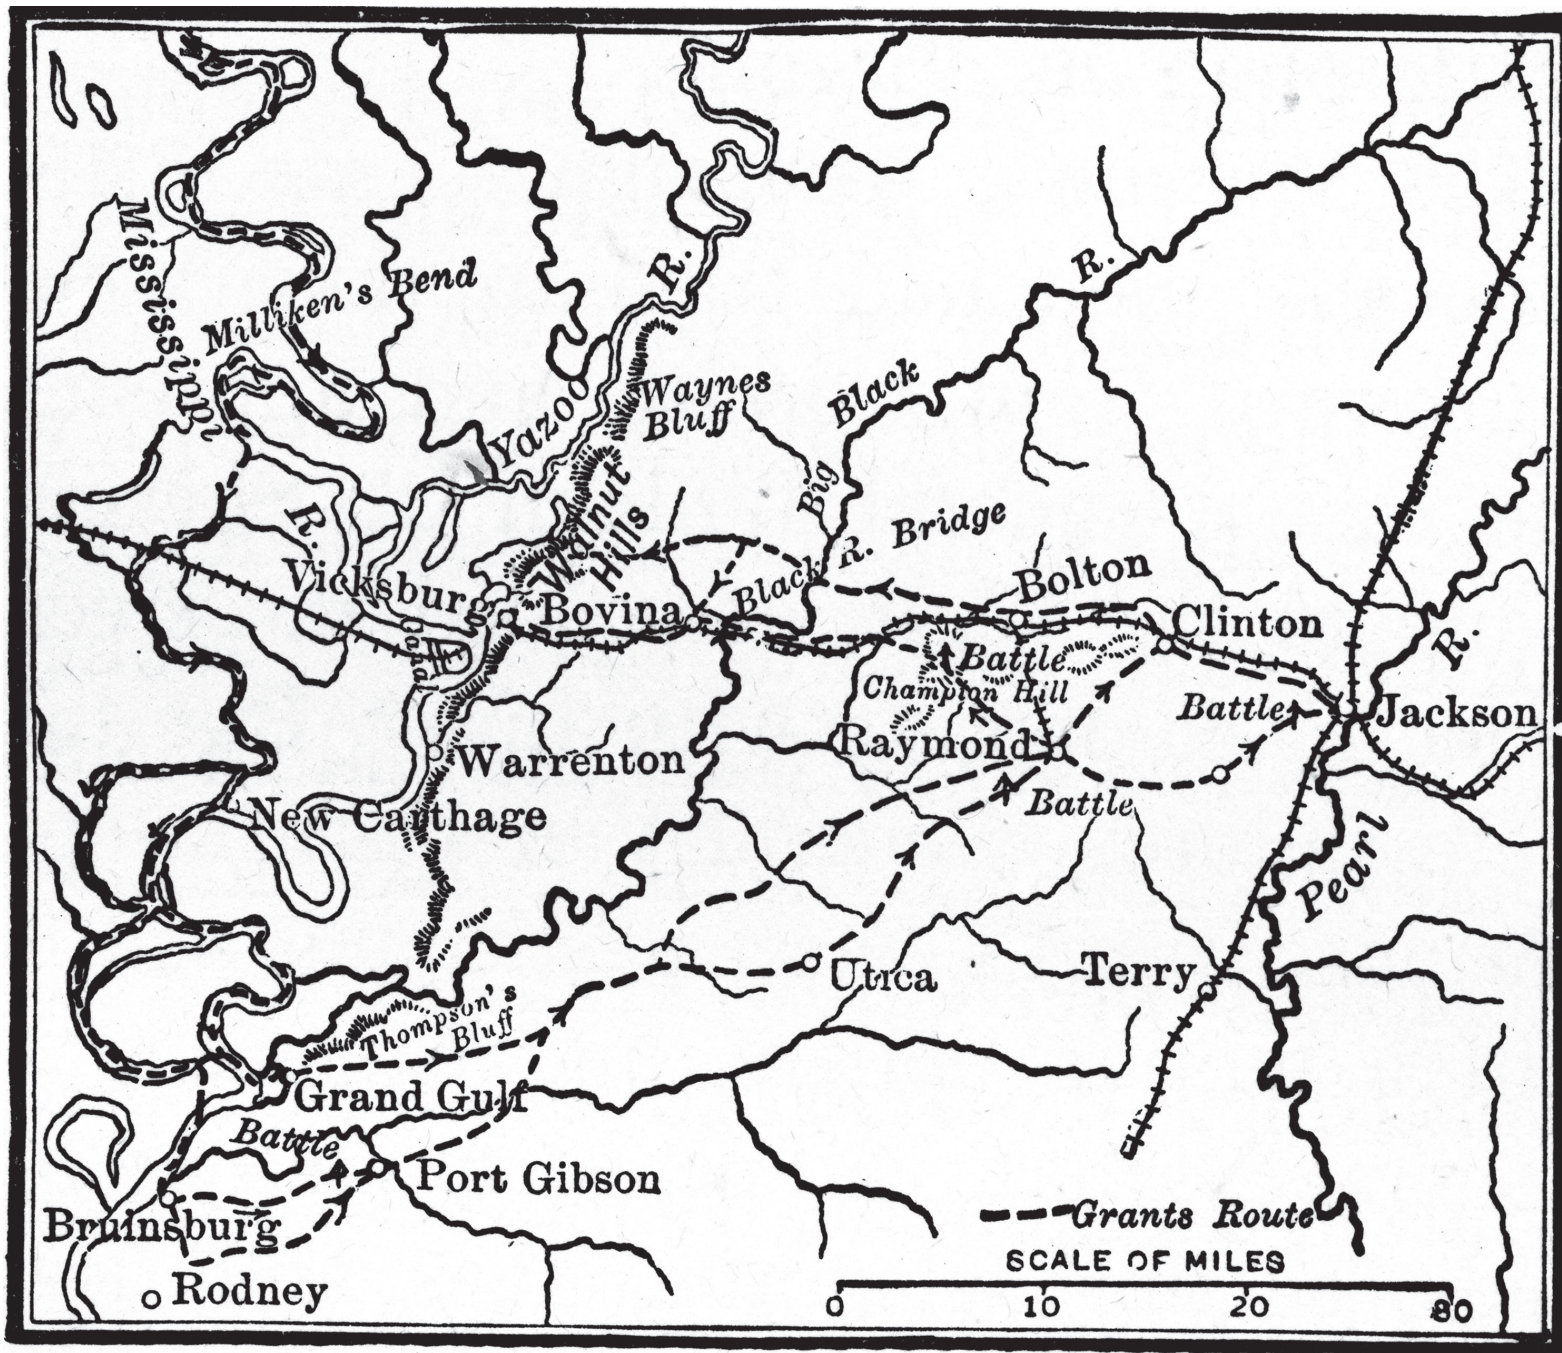 Mississippi
R.
Milliken's Bend
Yazoo
R.
Waynes
Bluff
Walnut
Hills
Big
Black
R.
Black R. Bridge
Vicksburg
Canal
Bovina
Bolton
Clinton
Battle
Champion Hill
Battle
Jackson
Raymond
Battle
Warrenton
New Carthage
Pearl
R.
Utica
Terry
Thompson's
Bluff
Grand Gulf
Battle
Port Gibson
Bruinsburg
Rodney
Grants Route
SCALE OF MILES
0 10 20 30